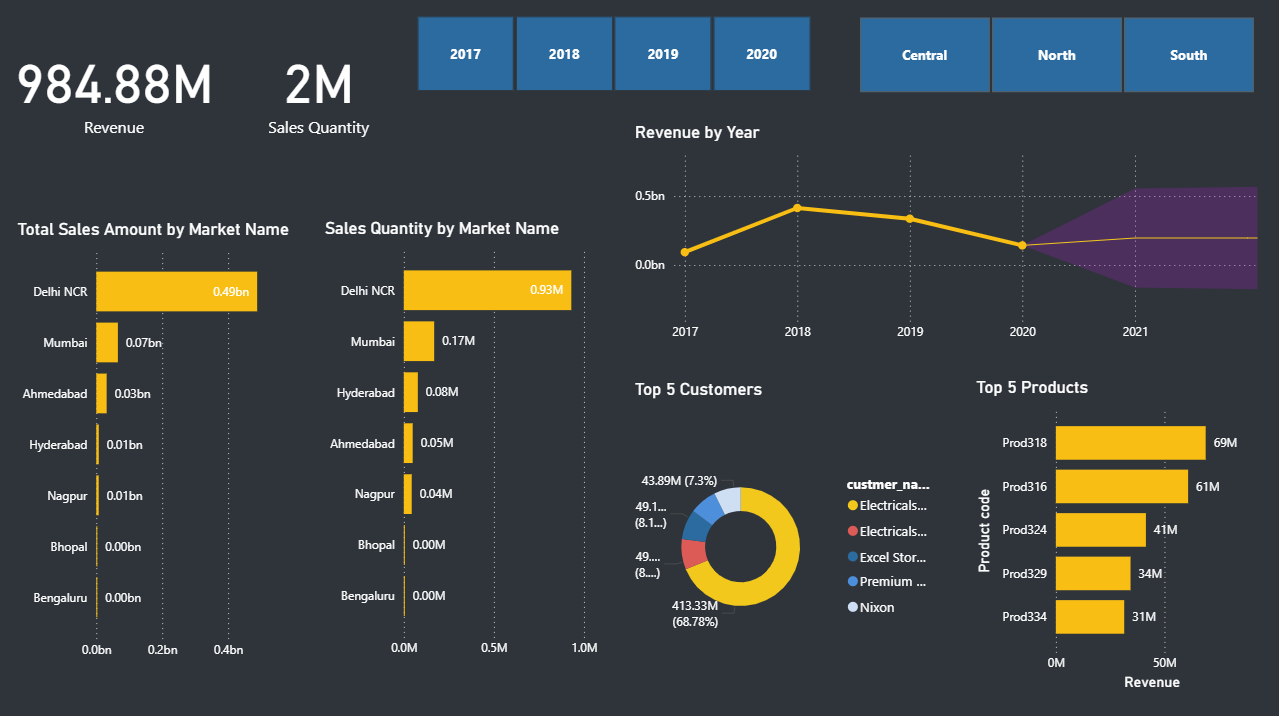 984.88M
Revenue
2M
Sales Quantity
2017
2018
2019
2020
Central
North
South
Revenue by Year
0.5bn
0.0bn
2017
2018
2019
2020
2021
Total Sales Amount by Market Name
Delhi NCR
0.49bn
Mumbai
0.07bn
Ahmedabad
0.03bn
Hyderabad
0.01bn
Nagpur
0.01bn
Bhopal
0.00bn
Bengaluru
0.00bn
0.0bn
0.2bn
0.4bn
Sales Quantity by Market Name
Delhi NCR
0.93M
Mumbai
0.17M
Hyderabad
0.08M
Ahmedabad
0.05M
Nagpur
0.04M
Bhopal
0.00M
Bengaluru
0.00M
0.0M
0.5M
1.0M
Top 5 Customers
43.89M (7.3%)
49.1...
(8.1...)
49....
(8....)
413.33M
(68.78%)
custmer_na...
Electricals...
Electricals...
Excel Stor...
Premium ...
Nixon
Top 5 Products
Product code
Prod318
69M
Prod316
61M
Prod324
41M
Prod329
34M
Prod334
31M
0M
50M
Revenue